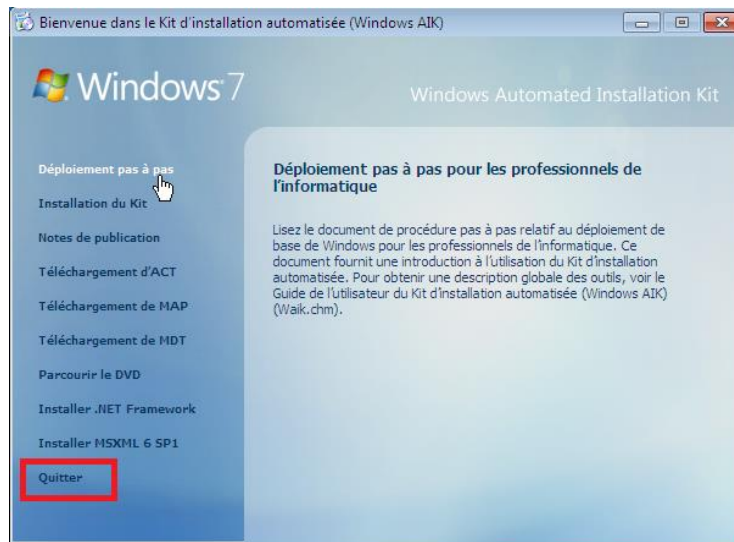 Bienvenue dans le Kit d'installation automatisée (Windows AIK)
Windows 7
Windows Automated Installation Kit
Déploiement pas à pas
Installation du Kit
Notes de publication
Téléchargement d'ACT
Téléchargement de MAP
Téléchargement de MDT
Parcourir le DVD
Installer .NET Framework
Installer MSXML 6 SP1
Quitter
Déploiement pas à pas pour les professionnels de
l'informatique
Lisez le document de procédure pas à pas relatif au déploiement de
base de Windows pour les professionnels de l'informatique. Ce
document fournit une introduction à l'utilisation du Kit d'installation
automatisée. Pour obtenir une description globale des outils, voir le
Guide de l'utilisateur du Kit d'installation automatisée (Windows AIK)
(Waik.chm).